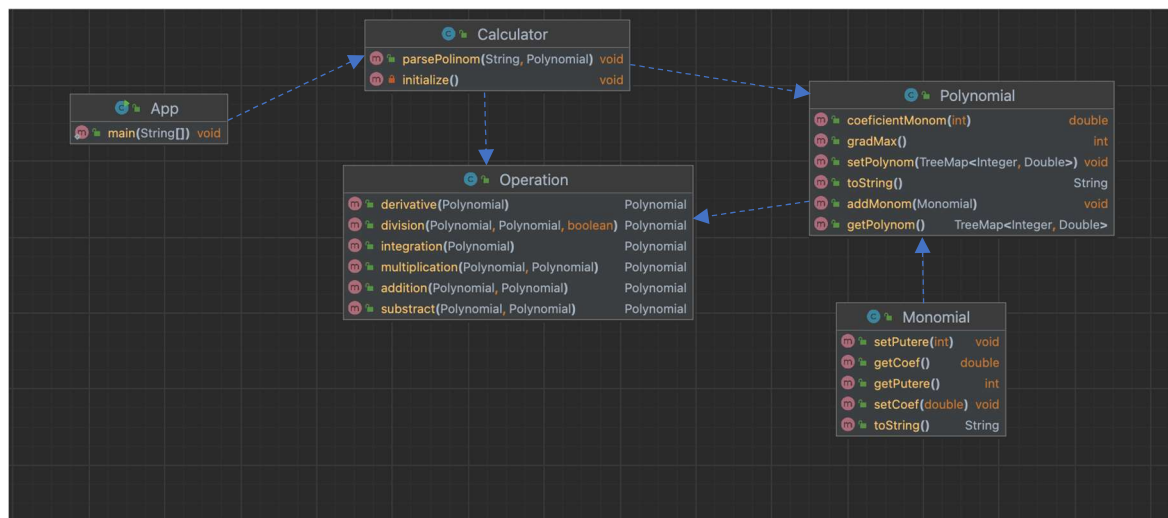 Calculator
parsePolinom(String, Polynomial) void
initialize() void
App
main(String[]) void
Polynomial
coeficientMonom(int) double
gradMax() int
setPolynom(TreeMap<Integer, Double>) void
toString() String
addMonom(Monomial) void
getPolynom() TreeMap<Integer, Double>
Operation
derivative(Polynomial) Polynomial
division(Polynomial, Polynomial, boolean) Polynomial
integration(Polynomial) Polynomial
multiplication(Polynomial, Polynomial) Polynomial
addition(Polynomial, Polynomial) Polynomial
substract(Polynomial, Polynomial) Polynomial
Monomial
setPutere(int) void
getCoef() double
getPutere() int
setCoef(double) void
toString() String